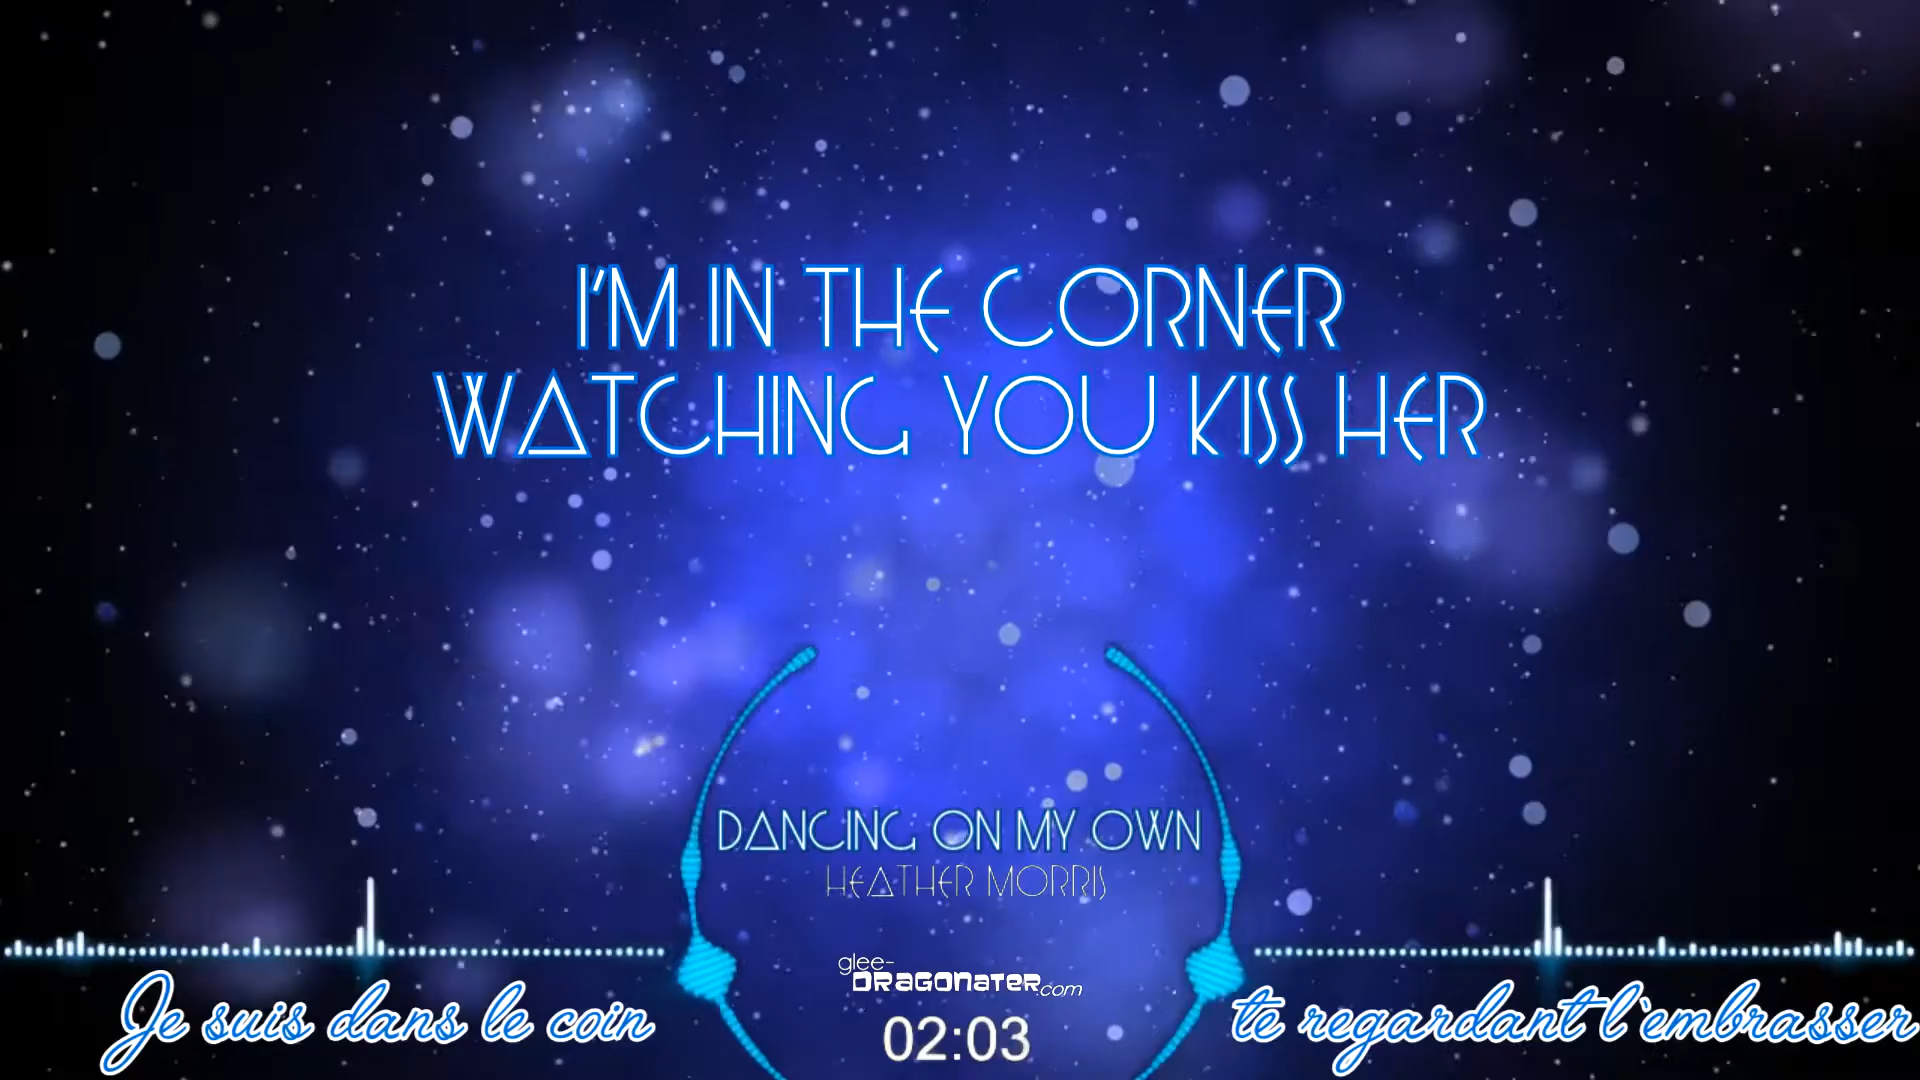 I'M IN THE CORNER
WATCHING YOU KISS HER
DANCING ON MY OWN
HEATHER MORRIS
glee-
DRAGONATER.com
Je suis dans le coin
te regardant l`embrasser
02:03